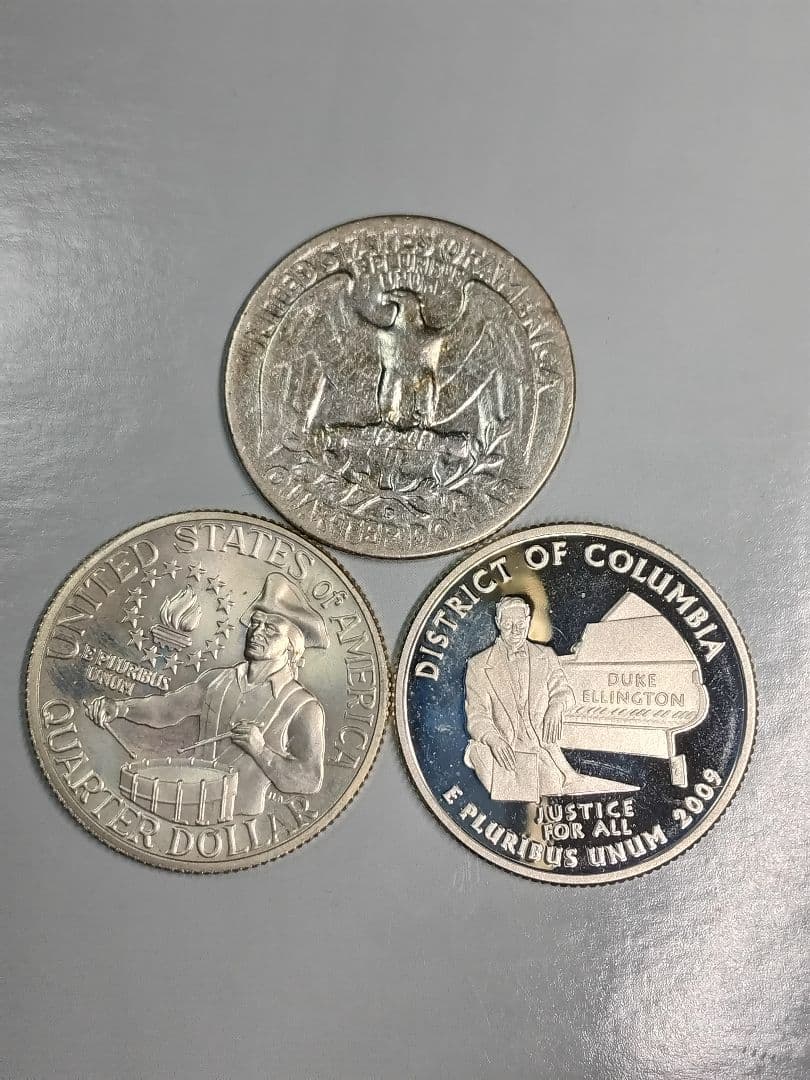 UNITED STATES OF AMERICA
E PLURIBUS
UNUM
QUARTER DOLLAR
UNITED STATES of AMERICA
E PLURIBUS
UNUM
QUARTER DOLLAR
DISTRICT OF COLUMBIA
DUKE
ELLINGTON
JUSTICE
FOR ALL
E PLURIBUS UNUM 2009